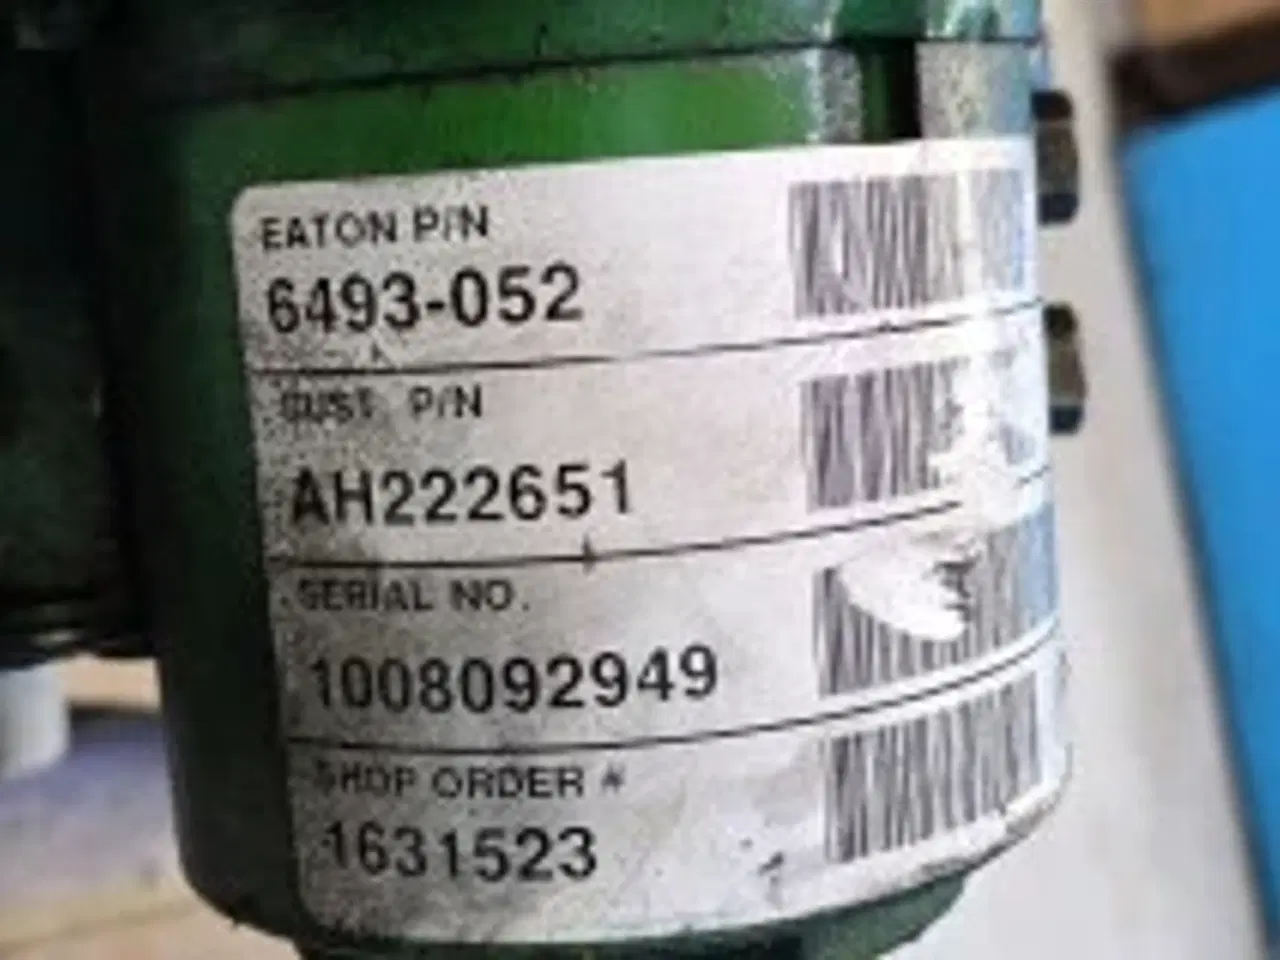 EATON P/N
6493-052
CUST. P/N
AH222651
SERIAL NO.
1008092949
SHOP ORDER #
1631523